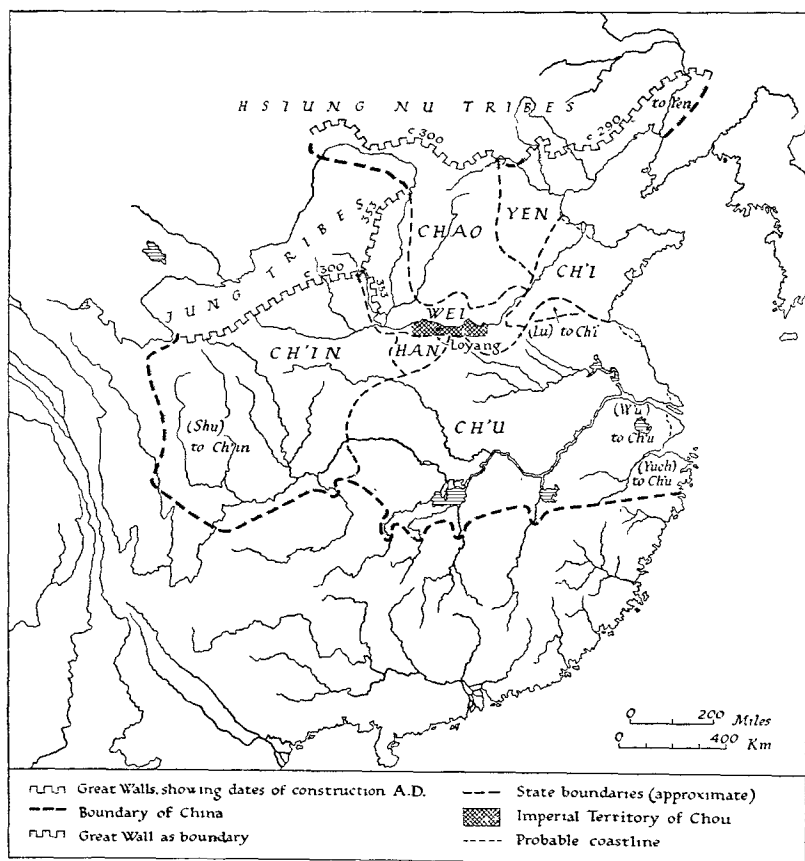 HSIUNG NU TRIBES
c 300
c 290
to Yen
353
JUNG TRIBES
c 300
353
CHAO
YEN
CH'I
WEI
(Lu) to Ch'i
HAN
Loyang
CH'IN
(Shu)
to Ch'in
CH'U
(Wu)
to Ch'u
(Yueh)
to Ch'u
0 200 Miles
0 400 Km
Great Walls, showing dates of construction A.D.
Boundary of China
Great Wall as boundary
State boundaries (approximate)
Imperial Territory of Chou
Probable coastline